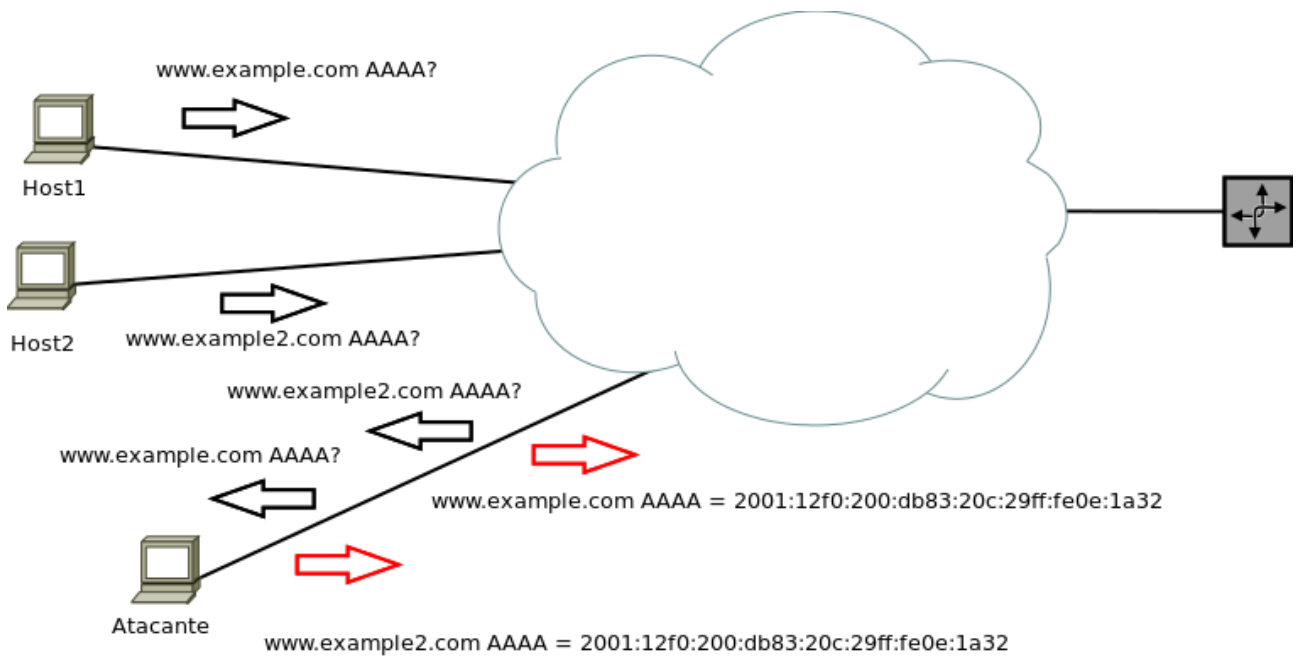 www.example.com AAAA?
Host1
www.example2.com AAAA?
Host2
www.example2.com AAAA?
www.example.com AAAA?
www.example.com AAAA = 2001:12f0:200:db83:20c:29ff:fe0e:1a32
Atacante
www.example2.com AAAA = 2001:12f0:200:db83:20c:29ff:fe0e:1a32